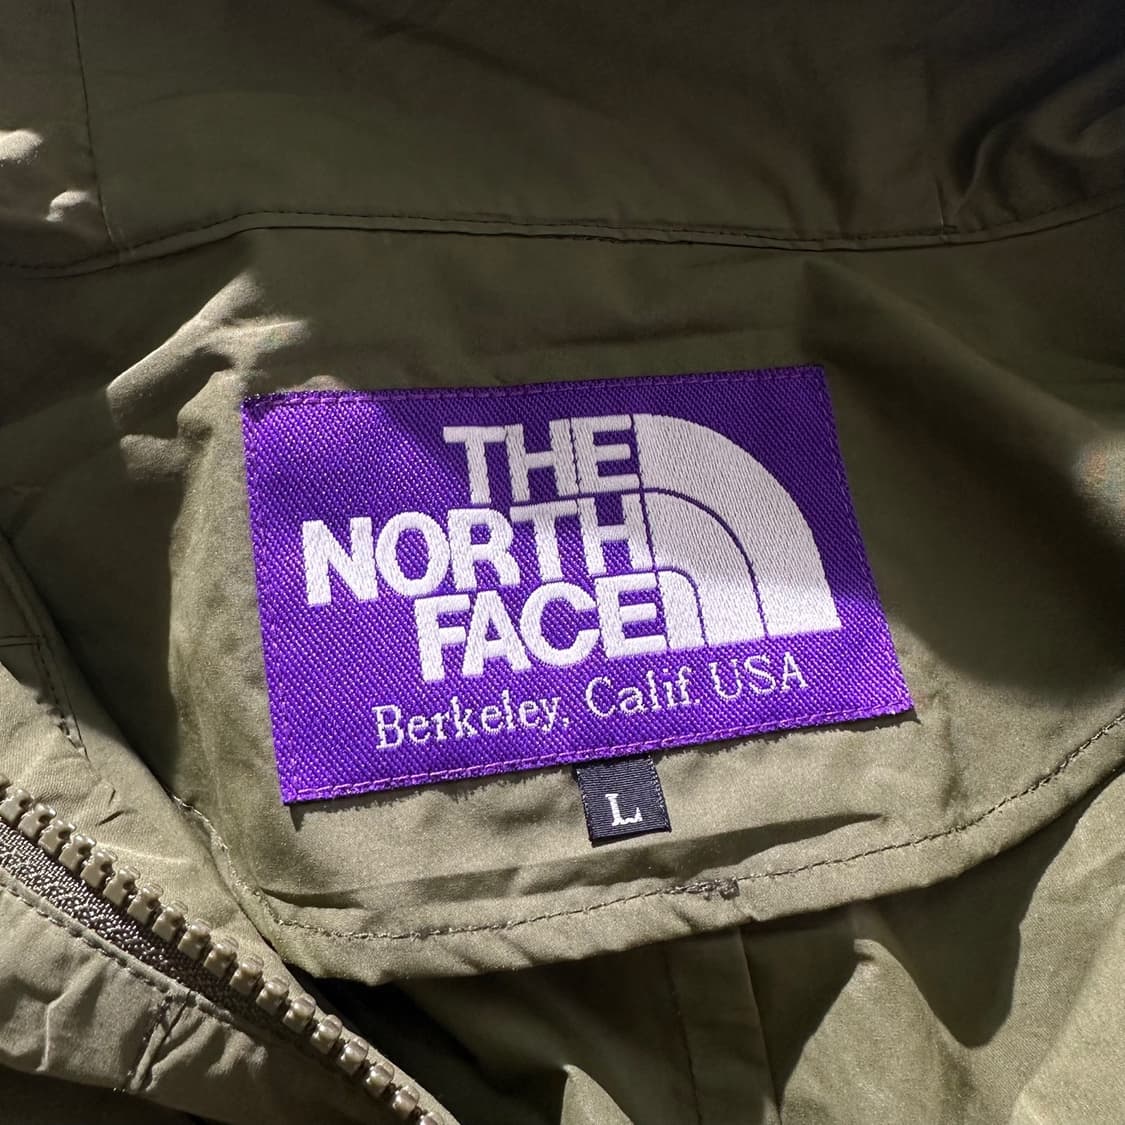 THE
NORTH
FACE
Berkeley, Calif. USA
L